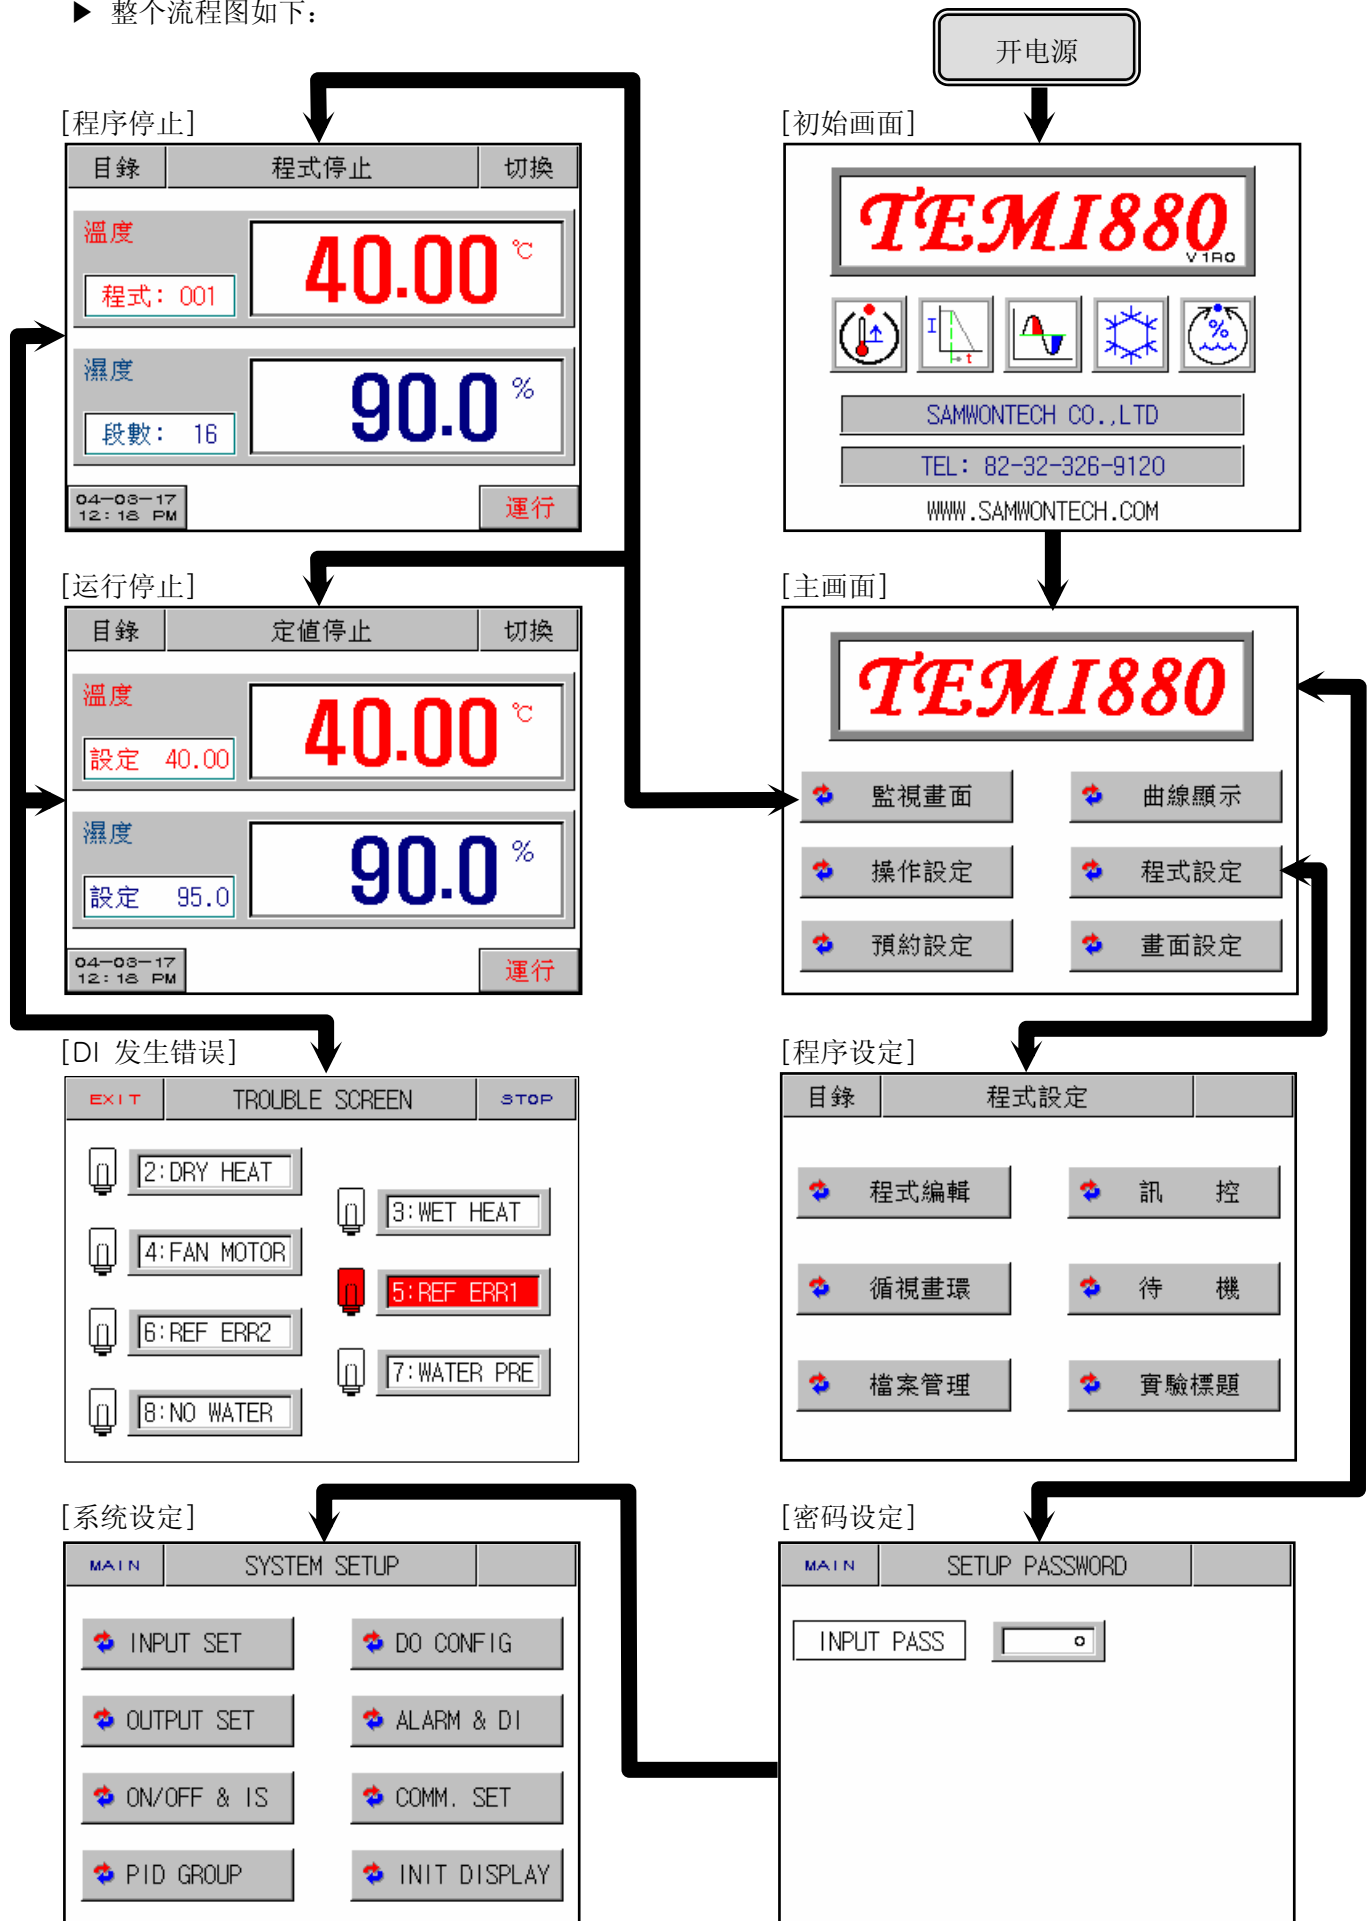 ▶ 整个流程图如下：
开电源
[程序停止]
目錄 程式停止 切換
溫度
40.00 ℃
程式: 001
濕度
90.0 %
段數: 16
04-03-17
12:18 PM
運行
[初始画面]
TEMI880
V1R0
I
t
%
SAMWONTECH CO.,LTD
TEL: 82-32-326-9120
WWW.SAMWONTECH.COM
[运行停止]
目錄 定值停止 切換
溫度
40.00 ℃
設定 40.00
濕度
90.0 %
設定 95.0
04-03-17
12:18 PM
運行
[主画面]
TEMI880
監視畫面 曲線顯示
操作設定 程式設定
預約設定 畫面設定
[DI 发生错误]
EXIT TROUBLE SCREEN STOP
2:DRY HEAT
3:WET HEAT
4:FAN MOTOR
5:REF ERR1
6:REF ERR2
7:WATER PRE
8:NO WATER
[程序设定]
目錄 程式設定
程式編輯 訊 控
循視畫環 待 機
檔案管理 實驗標題
[系统设定]
MAIN SYSTEM SETUP
INPUT SET DO CONFIG
OUTPUT SET ALARM & DI
ON/OFF & IS COMM. SET
PID GROUP INIT DISPLAY
[密码设定]
MAIN SETUP PASSWORD
INPUT PASS 0